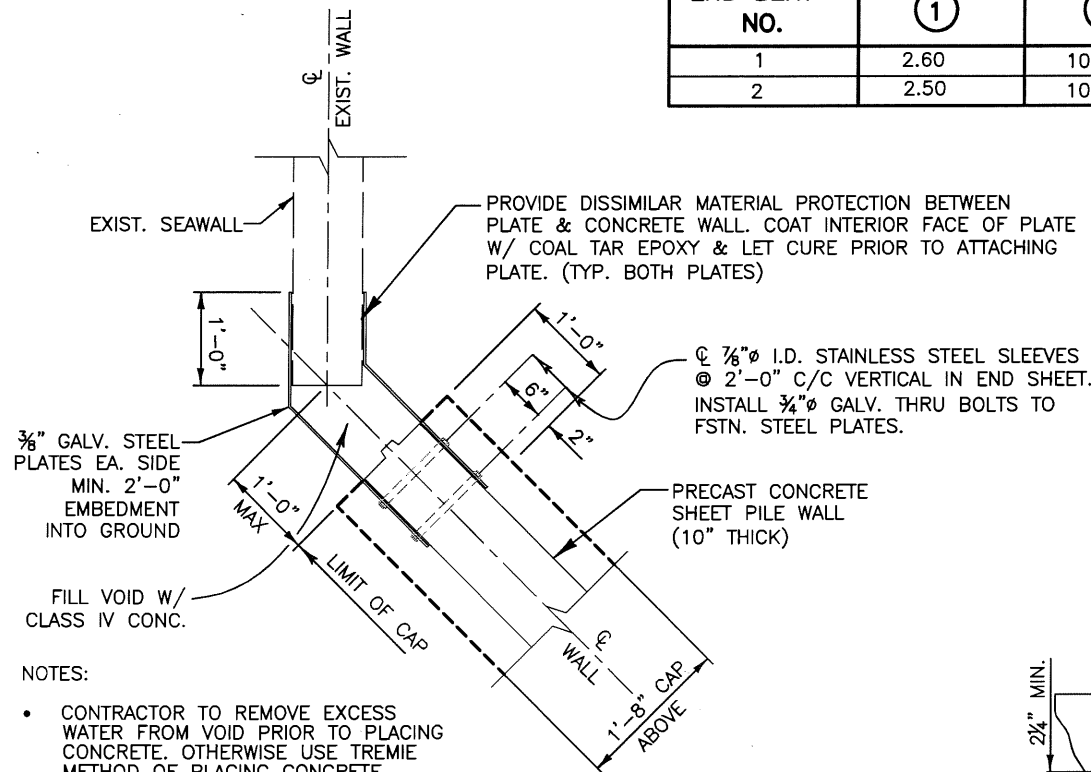 NO.
1
1 2.60 10
2 2.50 10
℄
EXIST. WALL
EXIST. SEAWALL
PROVIDE DISSIMILAR MATERIAL PROTECTION BETWEEN
PLATE & CONCRETE WALL. COAT INTERIOR FACE OF PLATE
W/ COAL TAR EPOXY & LET CURE PRIOR TO ATTACHING
PLATE. (TYP. BOTH PLATES)
1'-0"
1'-0"
6"
2"
℄ ⅞"ø I.D. STAINLESS STEEL SLEEVES
@ 2'-0" C/C VERTICAL IN END SHEET.
INSTALL ¾"ø GALV. THRU BOLTS TO
FSTN. STEEL PLATES.
⅜" GALV. STEEL
PLATES EA. SIDE
MIN. 2'-0"
EMBEDMENT
INTO GROUND
1'-0"
MAX
LIMIT OF CAP
PRECAST CONCRETE
SHEET PILE WALL
(10" THICK)
FILL VOID W/
CLASS IV CONC.
℄
WALL
1'-8" CAP
ABOVE
2¼" MIN.
NOTES:
• CONTRACTOR TO REMOVE EXCESS
WATER FROM VOID PRIOR TO PLACING
CONCRETE. OTHERWISE USE TREMIE
METHOD OF PLACING CONCRETE